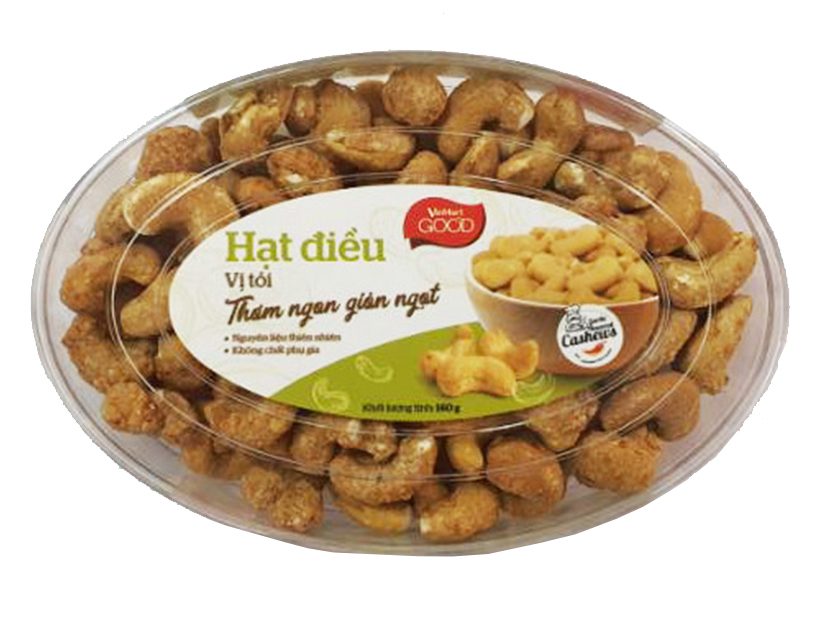 VinMart
GOOD
Hạt điều
Vị tỏi
Thơm ngon giòn ngọt
• Nguyên liệu thiên nhiên
• Không chất phụ gia
Cashews
Khối lượng tịnh 160 g